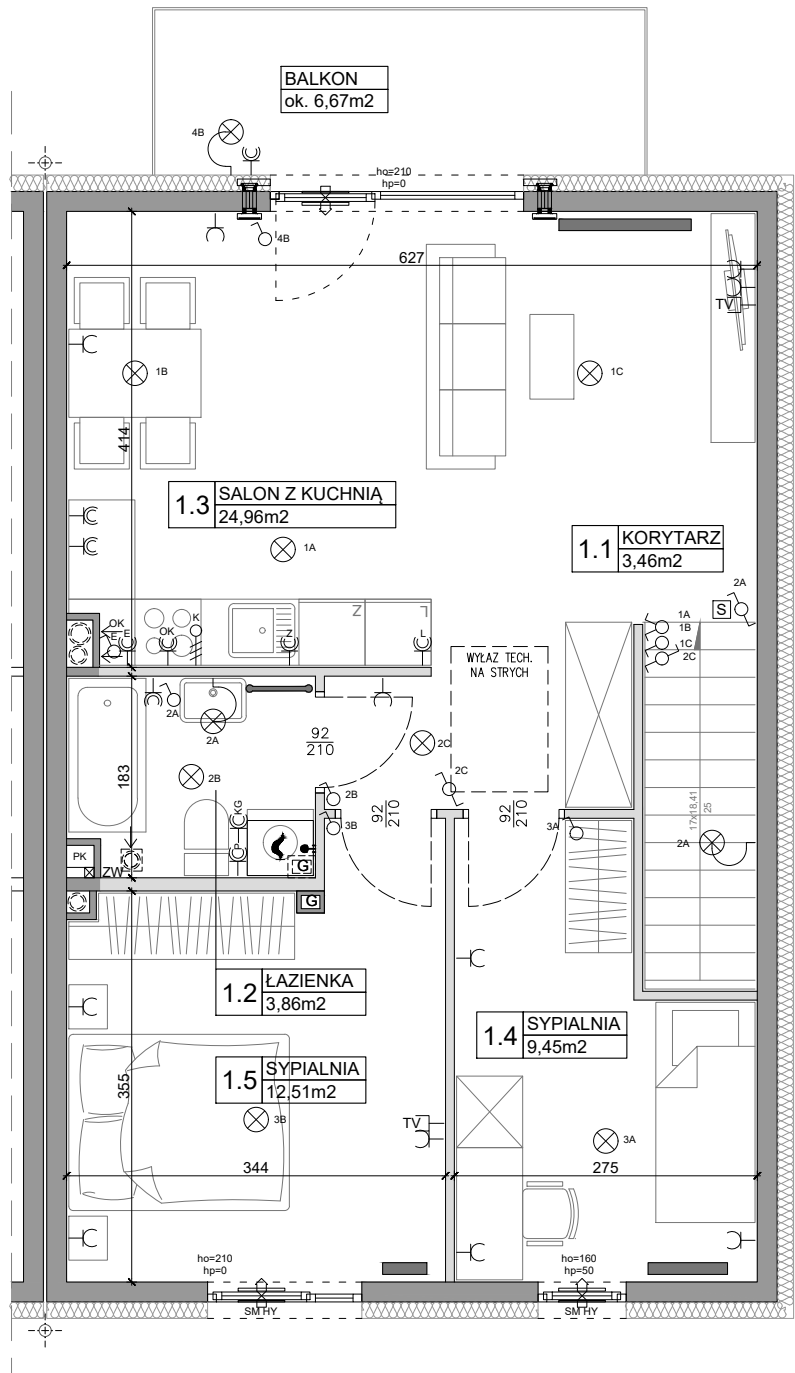 BALKON
ok. 6,67m2
4B
ho=210
hp=0
4B
627
TV
1B
1C
414
1.3 SALON Z KUCHNIĄ
24,96m2
1.1 KORYTARZ
3,46m2
1A
2A
S
Z
L
OK
E
E
OK
K
Z
L
1A
1B
1C
2C
WYŁAZ TECH.
NA STRYCH
2A
2A
92
210
2C
183
2B
2C
2B
3B
92
210
92
210
3A
17x18,41
25
2A
KG
P
PK
ZW
G
G
1.2 ŁAZIENKA
3,86m2
1.4 SYPIALNIA
9,45m2
1.5 SYPIALNIA
12,51m2
355
3B
TV
3A
344
275
ho=210
hp=0
ho=160
hp=50
SM HY
SM HY